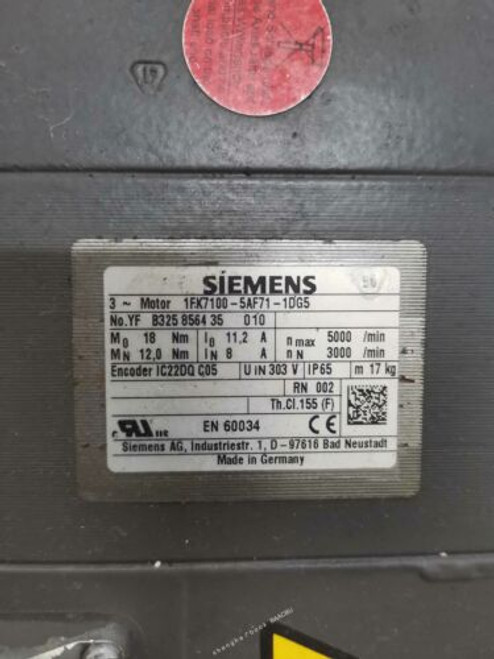 SIEMENS
3 ~ Motor 1FK7100-5AF71-1DG5
No.YF B325 8564 35 010
M0 18 Nm I0 11,2 A n max 5000 /min
MN 12,0 Nm IN 8 A n N 3000 /min
Encoder IC22DQ C05 U IN 303 V IP65 m 17 kg
RN 002
Th.Cl.155 (F)
EN 60034 CE
Siemens AG, Industriestr. 1, D-97616 Bad Neustadt
Made in Germany